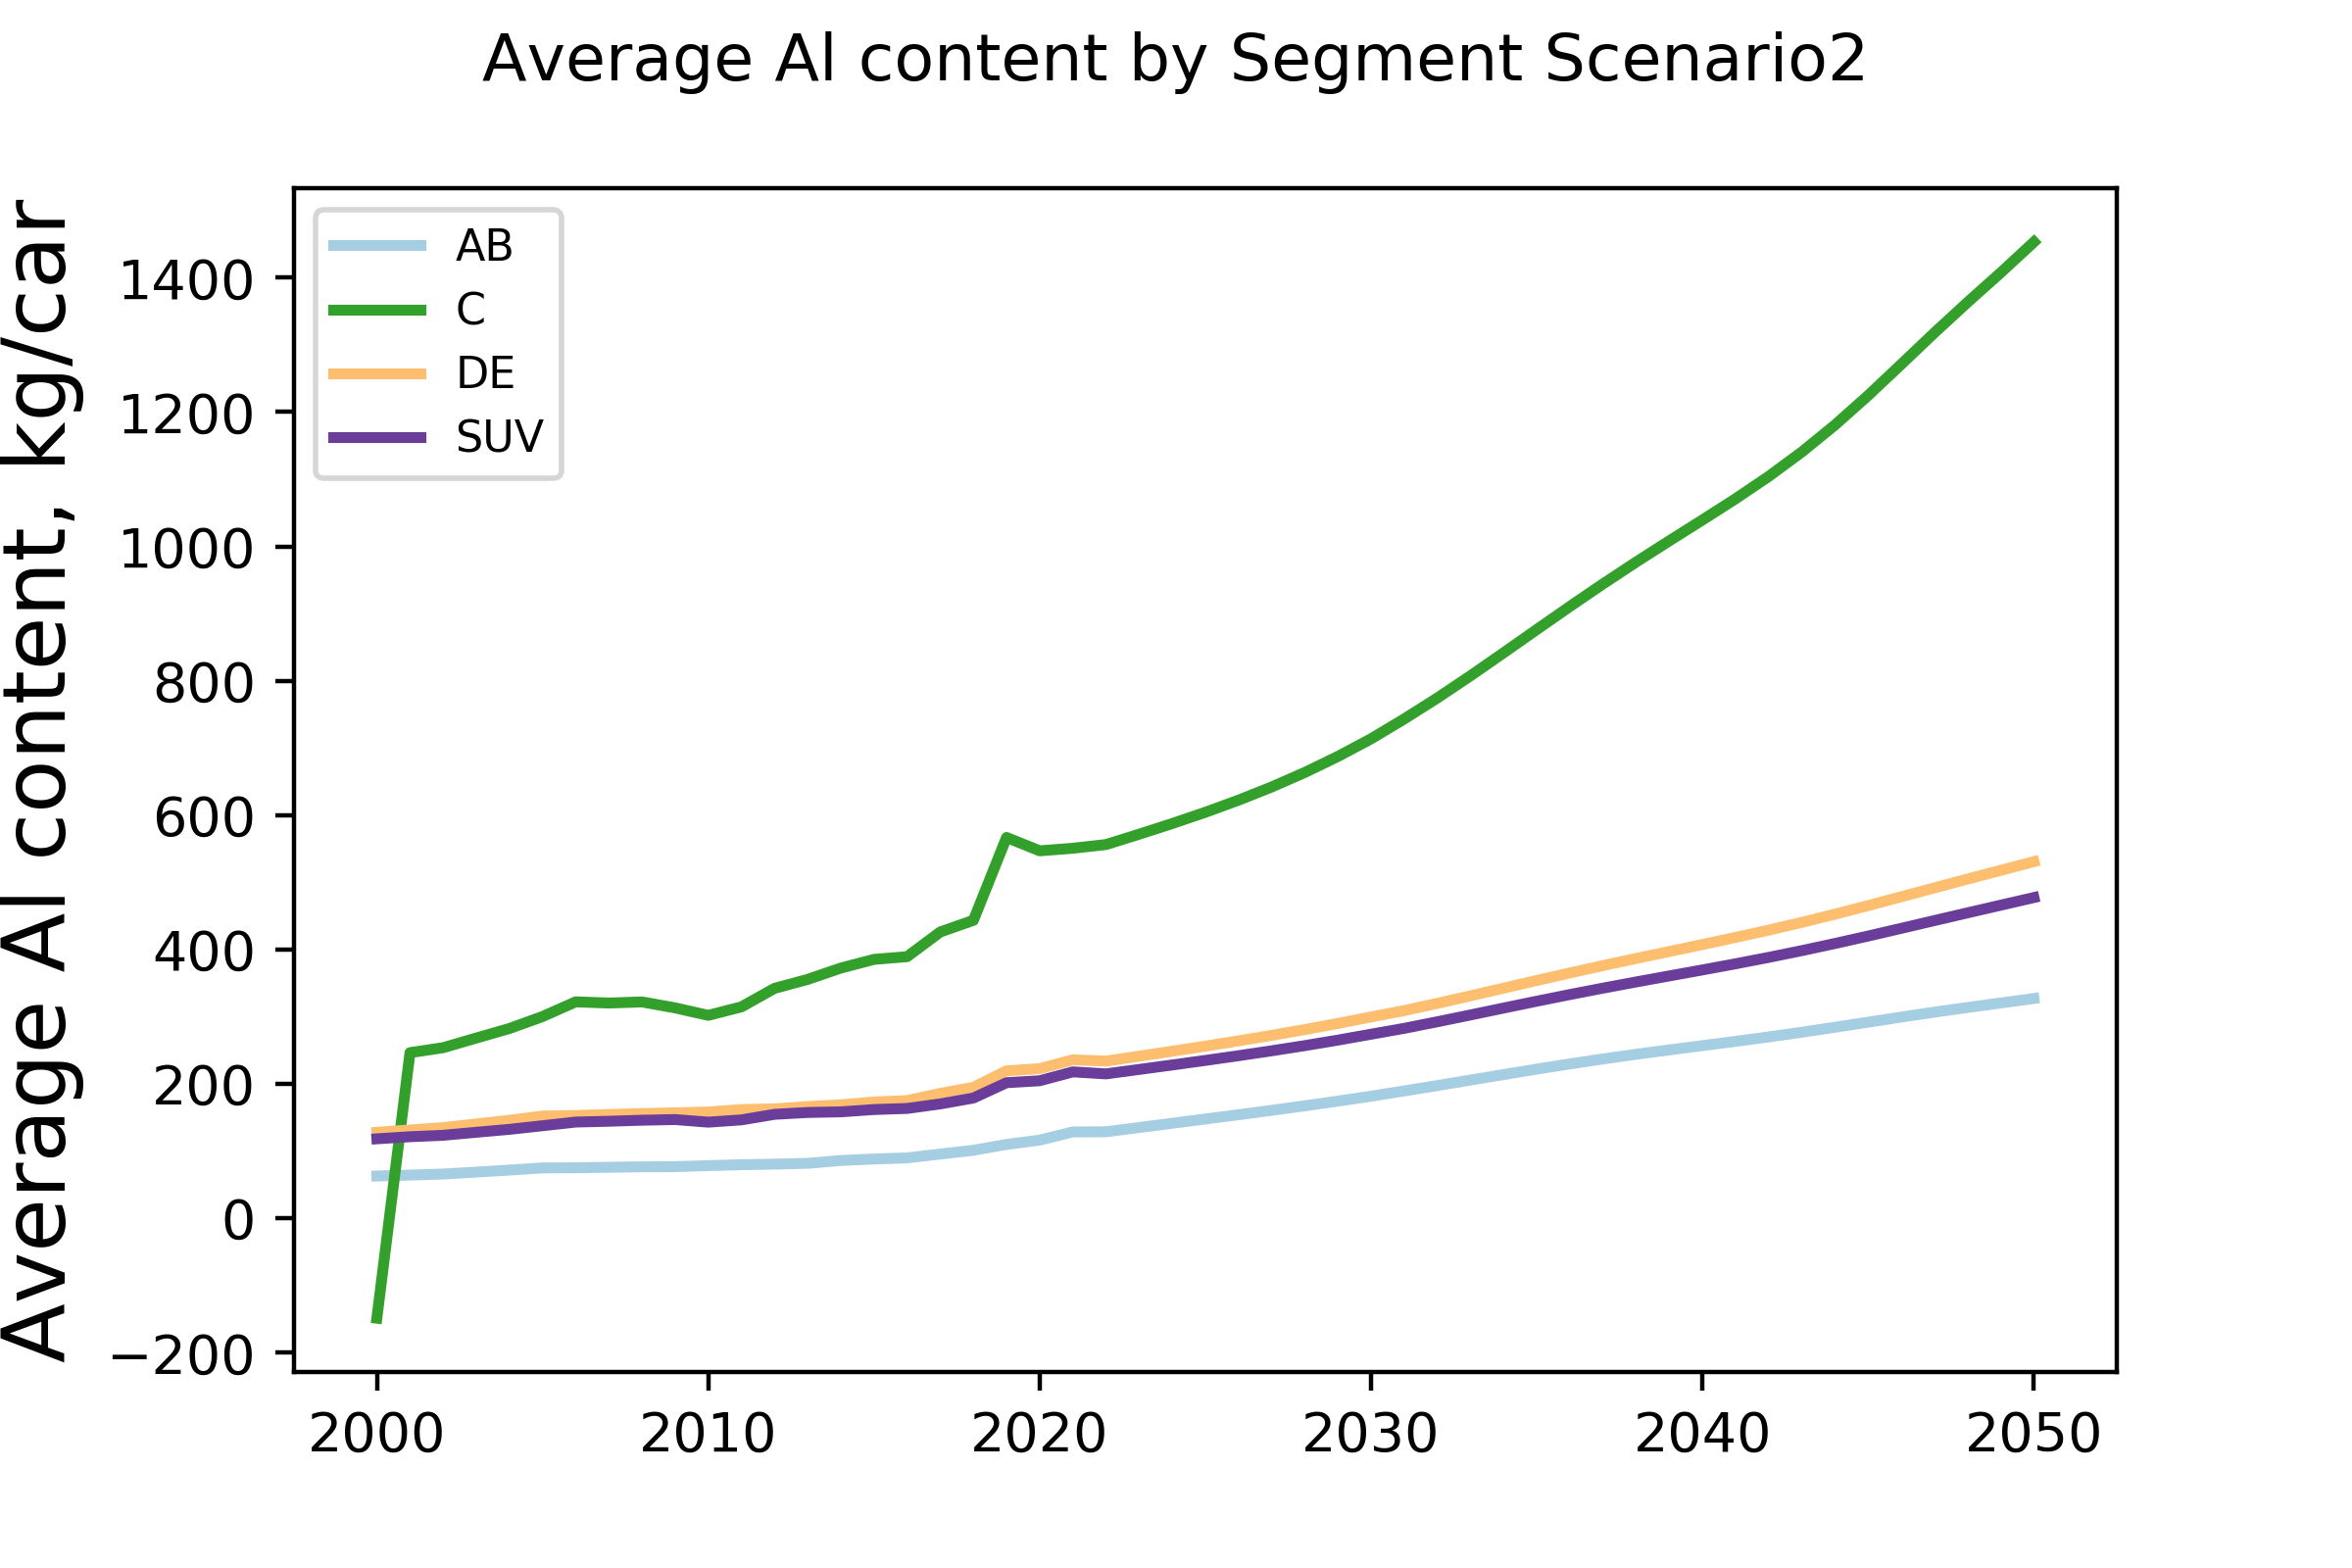 Average Al content by Segment Scenario2
Average Al content, kg/car
1400
1200
1000
800
600
400
200
0
−200
AB
C
DE
SUV
2000 2010 2020 2030 2040 2050